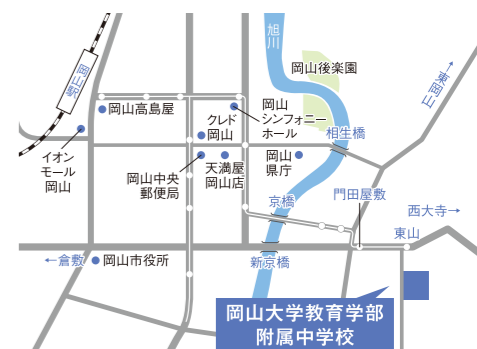 旭川
岡山後楽園
↑東岡山
岡山駅
岡山高島屋
岡山
シンフォニー
ホール
クレド
岡山
相生橋
イオン
モール
岡山
岡山中央
郵便局
天満屋
岡山店
岡山
県庁
京橋
門田屋敷
西大寺→
東山
←倉敷
岡山市役所
新京橋
岡山大学教育学部
附属中学校